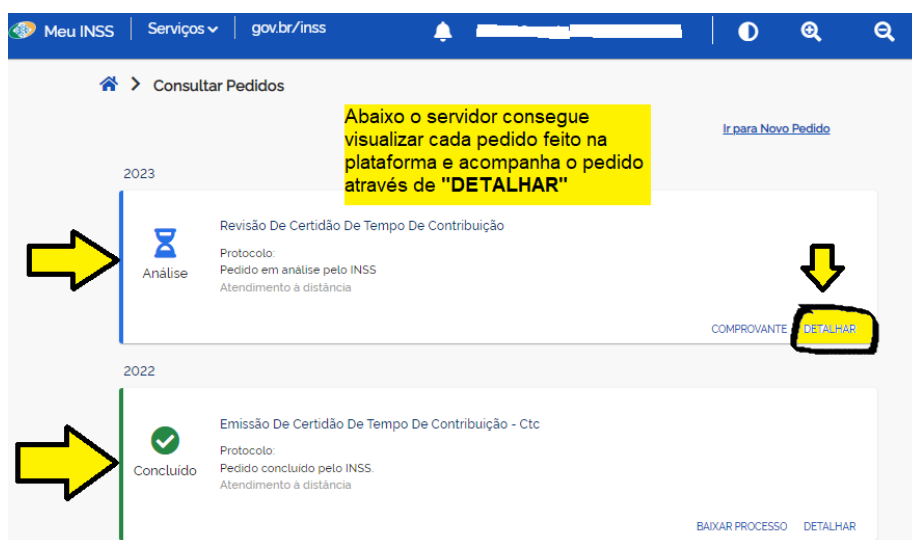 Meu INSS Serviços gov.br/inss
Consultar Pedidos
Abaixo o servidor consegue
visualizar cada pedido feito na
plataforma e acompanha o pedido
através de "DETALHAR"
Ir para Novo Pedido
2023
Revisão De Certidão De Tempo De Contribuição
Protocolo:
Pedido em análise pelo INSS
Atendimento à distância
Análise
COMPROVANTE DETALHAR
2022
Emissão De Certidão De Tempo De Contribuição - Ctc
Protocolo:
Pedido concluído pelo INSS.
Atendimento à distância
Concluído
BAIXAR PROCESSO DETALHAR